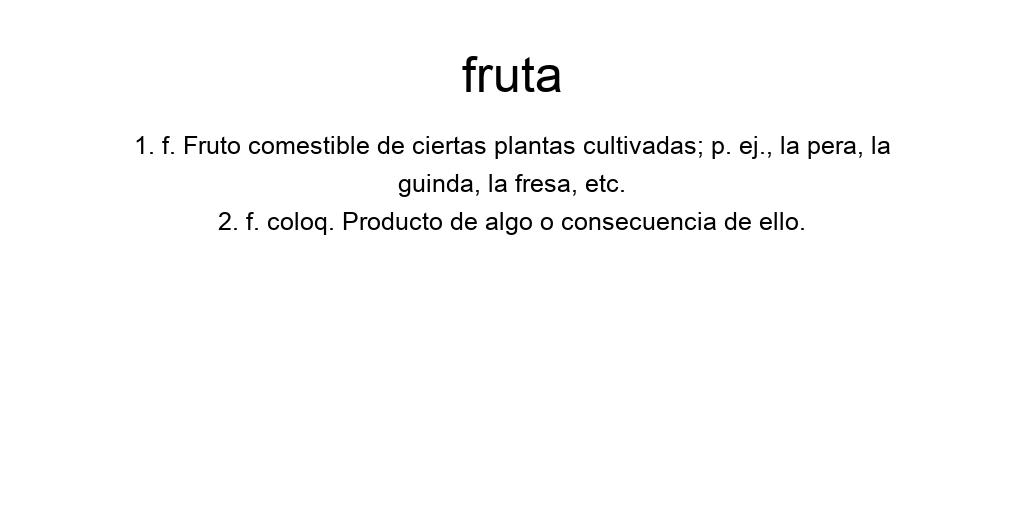 fruta
1. f. Fruto comestible de ciertas plantas cultivadas; p. ej., la pera, la
guinda, la fresa, etc.
2. f. coloq. Producto de algo o consecuencia de ello.